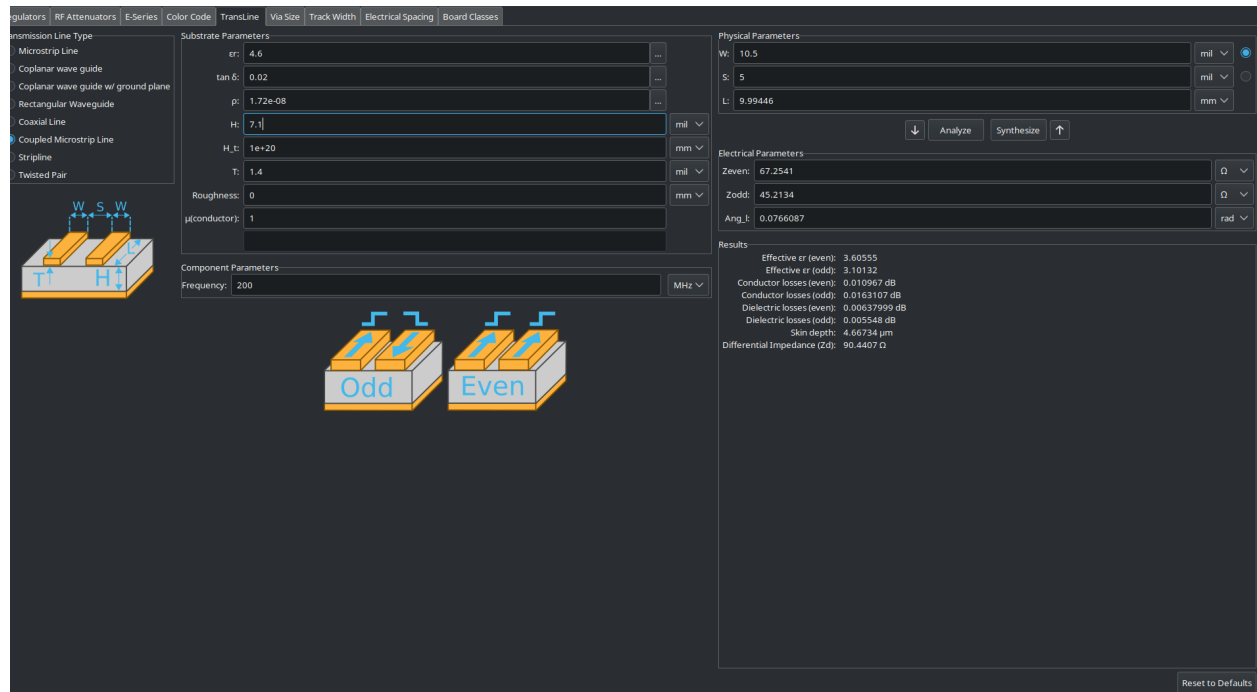 egulators RF Attenuators E-Series Color Code TransLine Via Size Track Width Electrical Spacing Board Classes
ansmission Line Type
Microstrip Line
Coplanar wave guide
Coplanar wave guide w/ ground plane
Rectangular Waveguide
Coaxial Line
Coupled Microstrip Line
Stripline
Twisted Pair
W S W
L
T H
Substrate Parameters
εr: 4.6 ...
tan δ: 0.02 ...
ρ: 1.72e-08 ...
H: 7.1 mil
H_t: 1e+20 mm
T: 1.4 mil
Roughness: 0 mm
μ(conductor): 1
Component Parameters
Frequency: 200 MHz
Odd Even
Physical Parameters
W: 10.5 mil
S: 5 mil
L: 9.99446 mm
Analyze Synthesize
Electrical Parameters
Zeven: 67.2541 Ω
Zodd: 45.2134 Ω
Ang_l: 0.0766087 rad
Results
Effective εr (even): 3.60555
Effective εr (odd): 3.10132
Conductor losses (even): 0.010967 dB
Conductor losses (odd): 0.0163107 dB
Dielectric losses (even): 0.00637999 dB
Dielectric losses (odd): 0.005548 dB
Skin depth: 4.66734 μm
Differential Impedance (Zd): 90.4407 Ω
Reset to Defaults